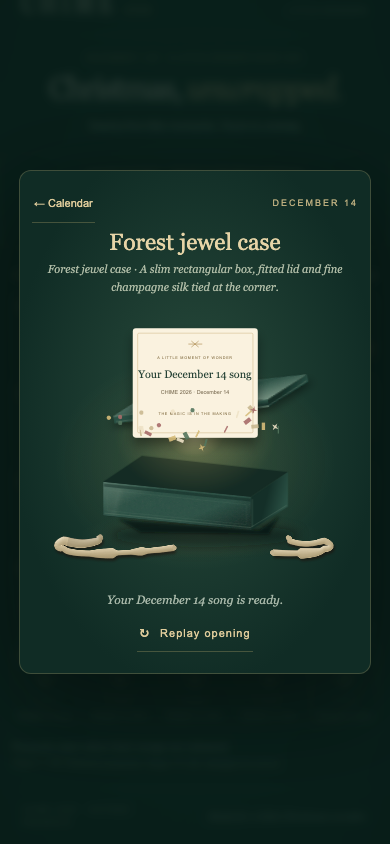 Christmas, unwrapped.
← Calendar
DECEMBER 14
Forest jewel case
Forest jewel case · A slim rectangular box, fitted lid and fine
champagne silk tied at the corner.
A LITTLE MOMENT OF WONDER
Your December 14 song
CHIME 2026 · December 14
THE MAGIC IS IN THE MAKING
Your December 14 song is ready.
↻ Replay opening